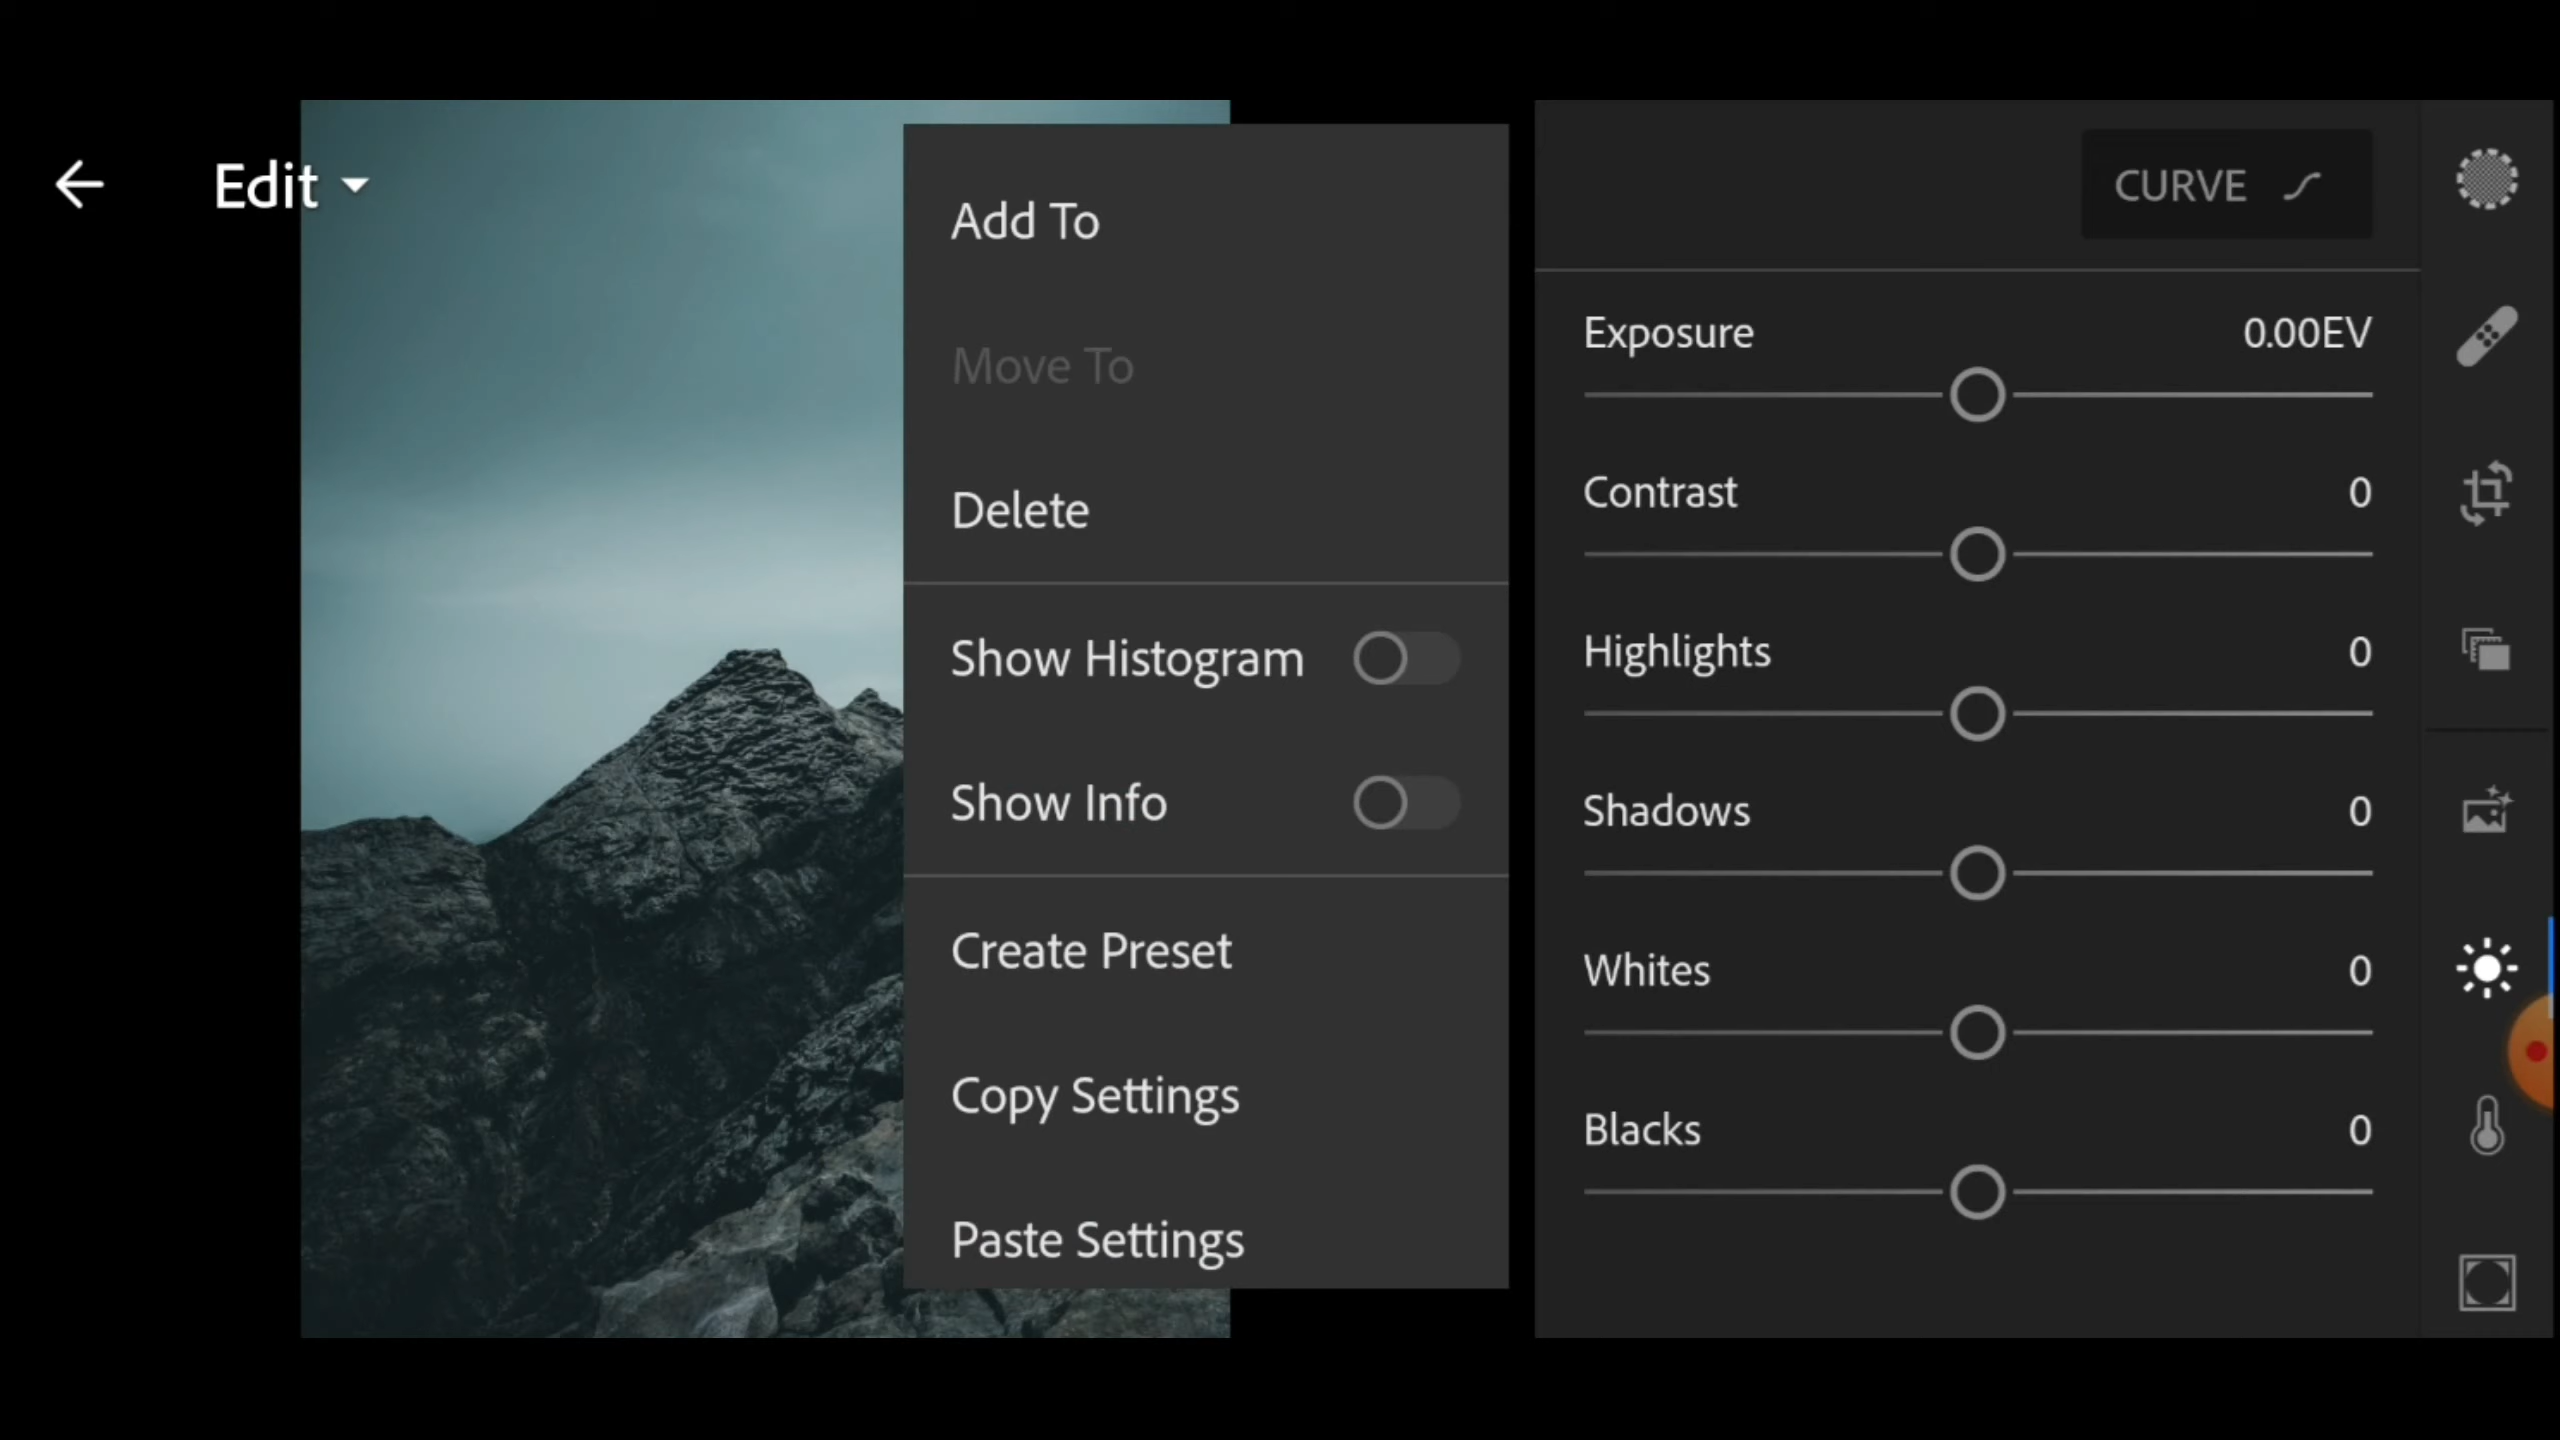 Edit
Add To
Move To
Delete
Show Histogram
Show Info
Create Preset
Copy Settings
Paste Settings
CURVE
Exposure 0.00EV
Contrast 0
Highlights 0
Shadows 0
Whites 0
Blacks 0